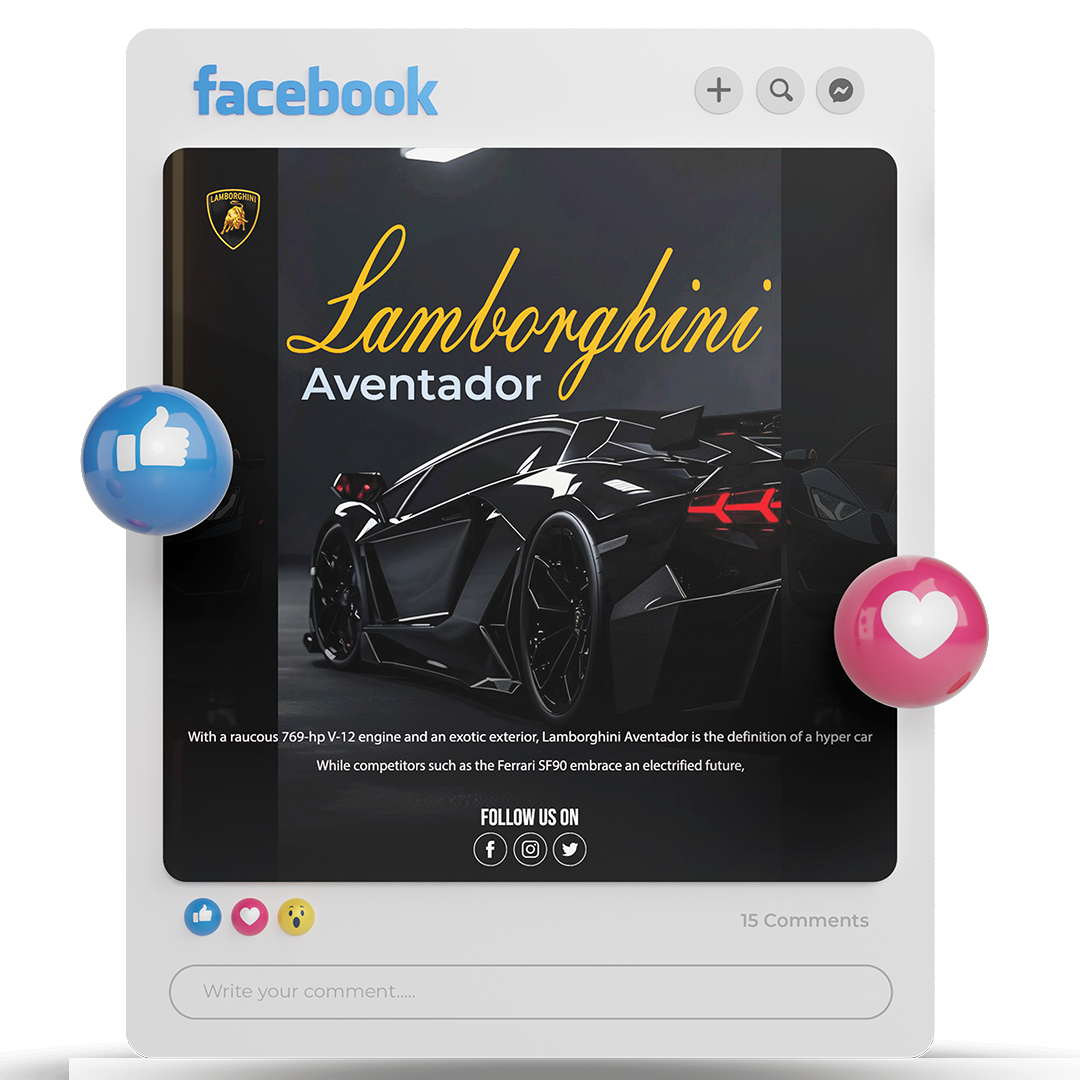 facebook
LAMBORGHINI
Lamborghini
Aventador
With a raucous 769-hp V-12 engine and an exotic exterior, Lamborghini Aventador is the definition of a hyper car
While competitors such as the Ferrari SF90 embrace an electrified future,
FOLLOW US ON
15 Comments
Write your comment.....